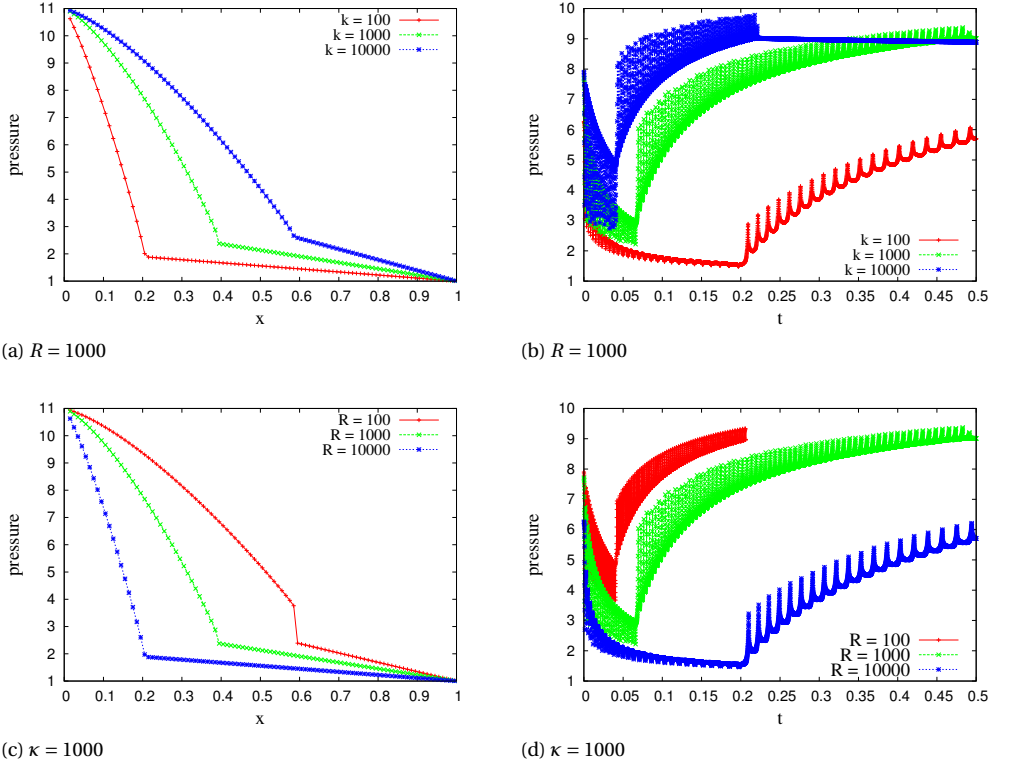 11
10
9
8
7
6
5
4
3
2
1
pressure
0 0.1 0.2 0.3 0.4 0.5 0.6 0.7 0.8 0.9 1
x
k = 100
k = 1000
k = 10000
(a) R = 1000
10
9
8
7
6
5
4
3
2
1
pressure
0 0.05 0.1 0.15 0.2 0.25 0.3 0.35 0.4 0.45 0.5
t
k = 100
k = 1000
k = 10000
(b) R = 1000
11
10
9
8
7
6
5
4
3
2
1
pressure
0 0.1 0.2 0.3 0.4 0.5 0.6 0.7 0.8 0.9 1
x
R = 100
R = 1000
R = 10000
(c) κ = 1000
10
9
8
7
6
5
4
3
2
1
pressure
0 0.05 0.1 0.15 0.2 0.25 0.3 0.35 0.4 0.45 0.5
t
R = 100
R = 1000
R = 10000
(d) κ = 1000